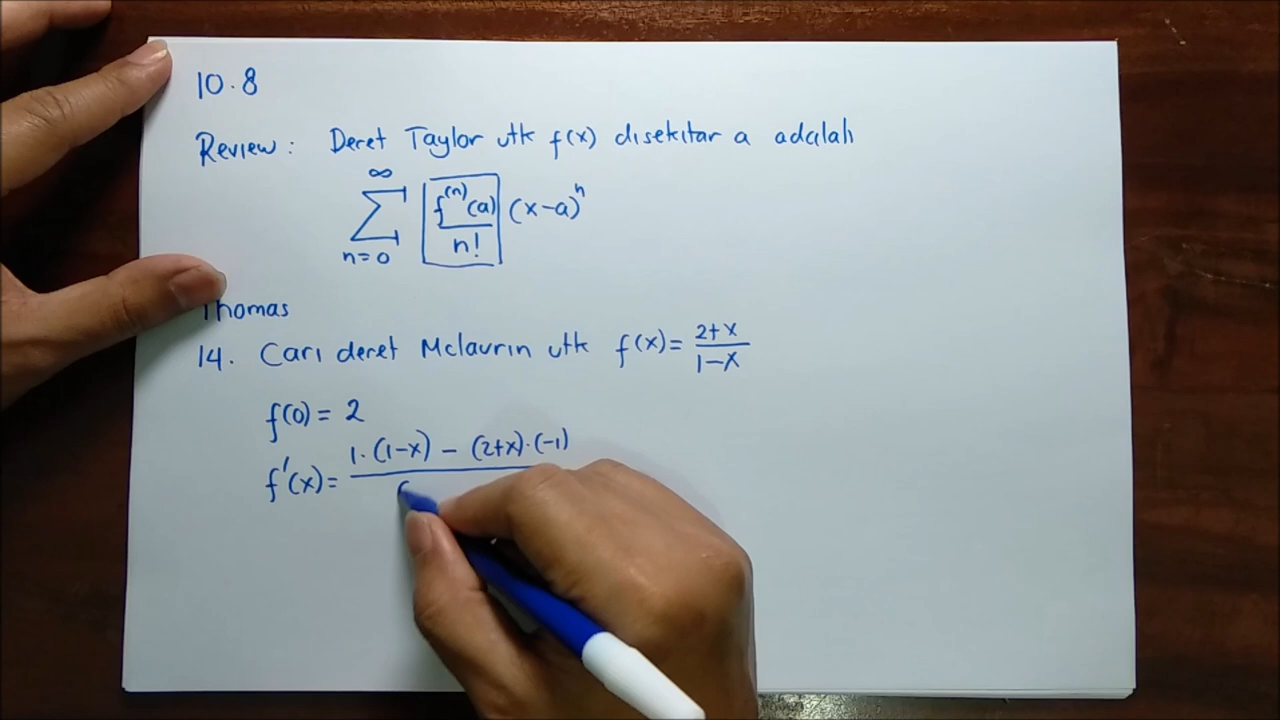 10.8
Review : Deret Taylor utk f(x) disekitar a adalah
∞
∑ f⁽ⁿ⁾(a)/n! (x-a)ⁿ
n=0
Thomas
14. Cari deret Mclaurin utk f(x) = (2+x)/(1-x)
f(0) = 2
f'(x) = 1·(1-x) - (2+x)·(-1)